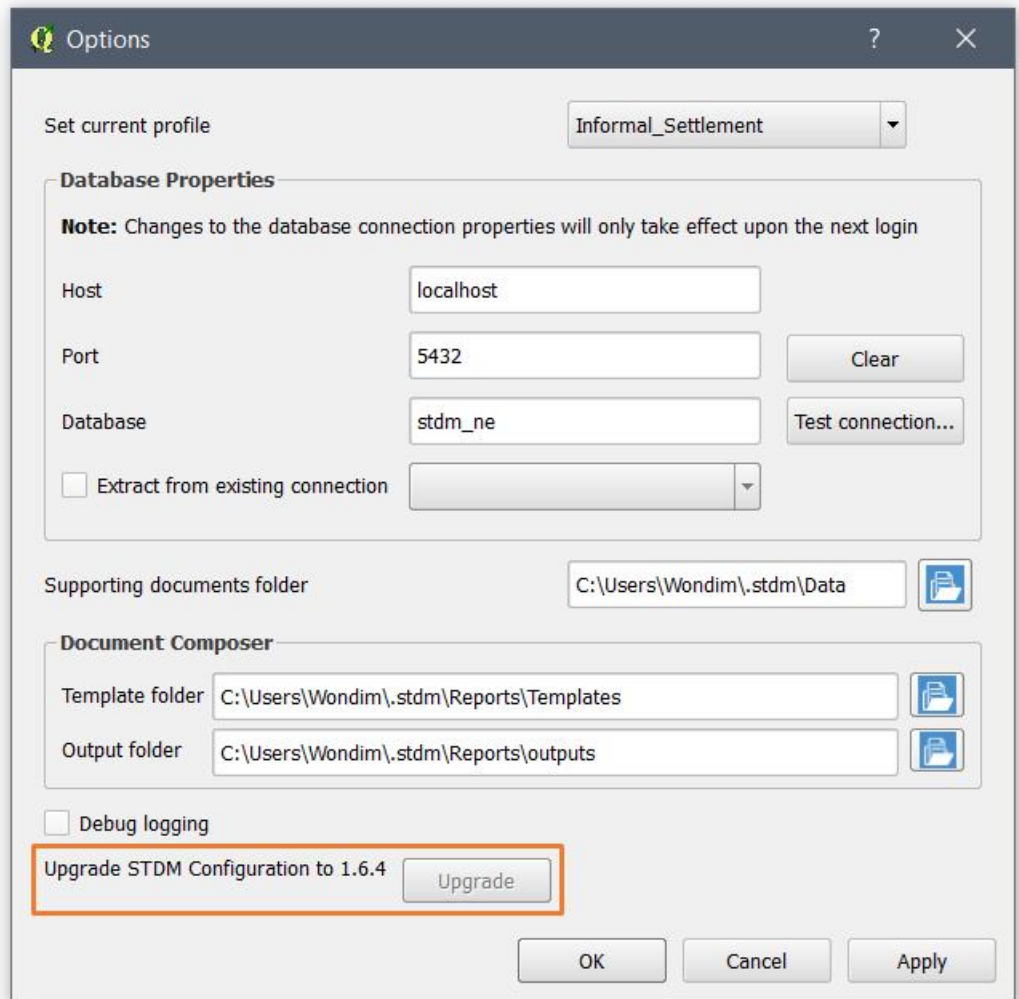 Options ?
Set current profile Informal_Settlement
Database Properties
Note: Changes to the database connection properties will only take effect upon the next login
Host localhost
Port 5432 Clear
Database stdm_ne Test connection...
Extract from existing connection
Supporting documents folder C:\Users\Wondim\.stdm\Data
Document Composer
Template folder C:\Users\Wondim\.stdm\Reports\Templates
Output folder C:\Users\Wondim\.stdm\Reports\outputs
Debug logging
Upgrade STDM Configuration to 1.6.4 Upgrade
OK Cancel Apply